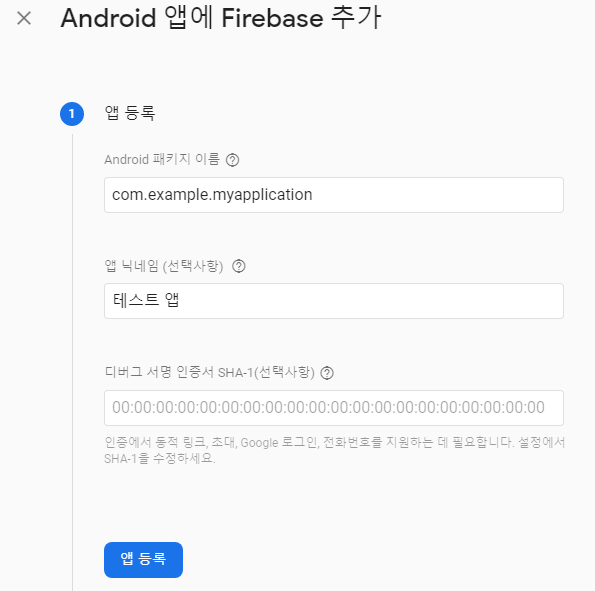 Android 앱에 Firebase 추가
1
앱 등록
Android 패키지 이름
com.example.myapplication
앱 닉네임 (선택사항)
테스트 앱
디버그 서명 인증서 SHA-1(선택사항)
00:00:00:00:00:00:00:00:00:00:00:00:00:00:00:00:00:00:00:00
인증에서 동적 링크, 초대, Google 로그인, 전화번호를 지원하는 데 필요합니다. 설정에서
SHA-1을 수정하세요.
앱 등록